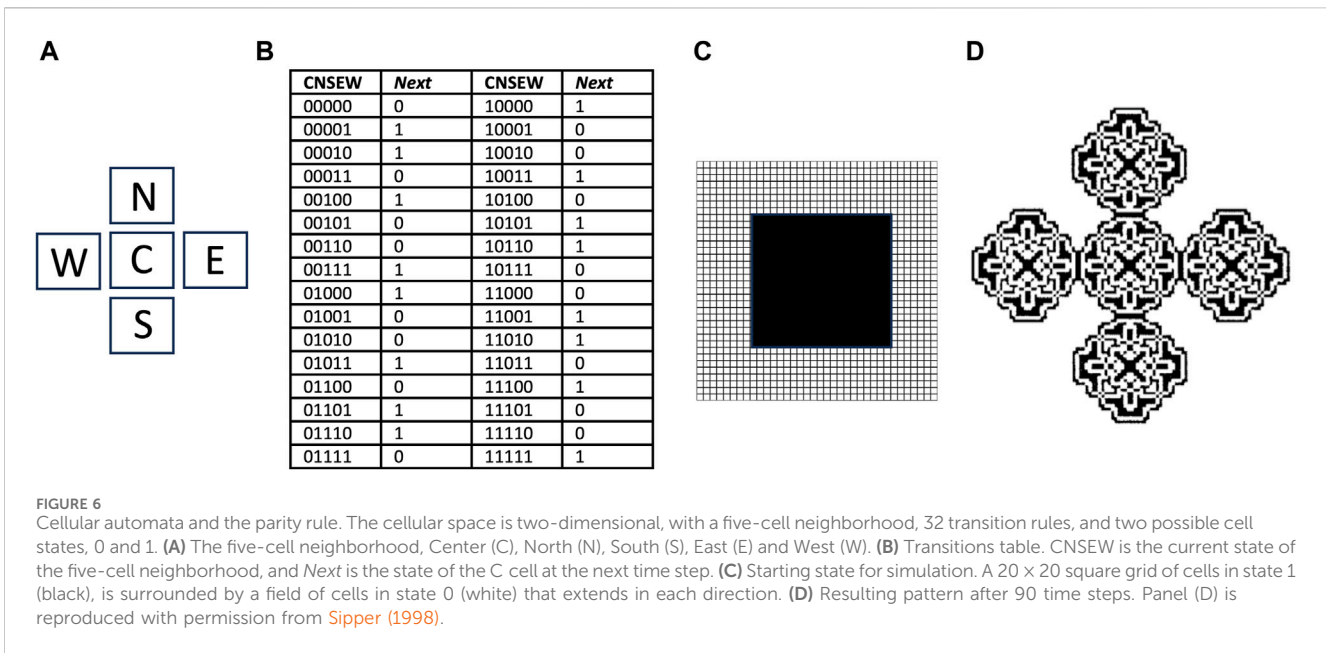 A
B
C
D
N
W
C
E
S
CNSEW Next CNSEW Next
00000 0 10000 1
00001 1 10001 0
00010 1 10010 0
00011 0 10011 1
00100 1 10100 0
00101 0 10101 1
00110 0 10110 1
00111 1 10111 0
01000 1 11000 0
01001 0 11001 1
01010 0 11010 1
01011 1 11011 0
01100 0 11100 1
01101 1 11101 0
01110 1 11110 0
01111 0 11111 1
FIGURE 6
Cellular automata and the parity rule. The cellular space is two-dimensional, with a five-cell neighborhood, 32 transition rules, and two possible cell
states, 0 and 1. (A) The five-cell neighborhood, Center (C), North (N), South (S), East (E) and West (W). (B) Transitions table. CNSEW is the current state of
the five-cell neighborhood, and Next is the state of the C cell at the next time step. (C) Starting state for simulation. A 20 × 20 square grid of cells in state 1
(black), is surrounded by a field of cells in state 0 (white) that extends in each direction. (D) Resulting pattern after 90 time steps. Panel (D) is
reproduced with permission from Sipper (1998).